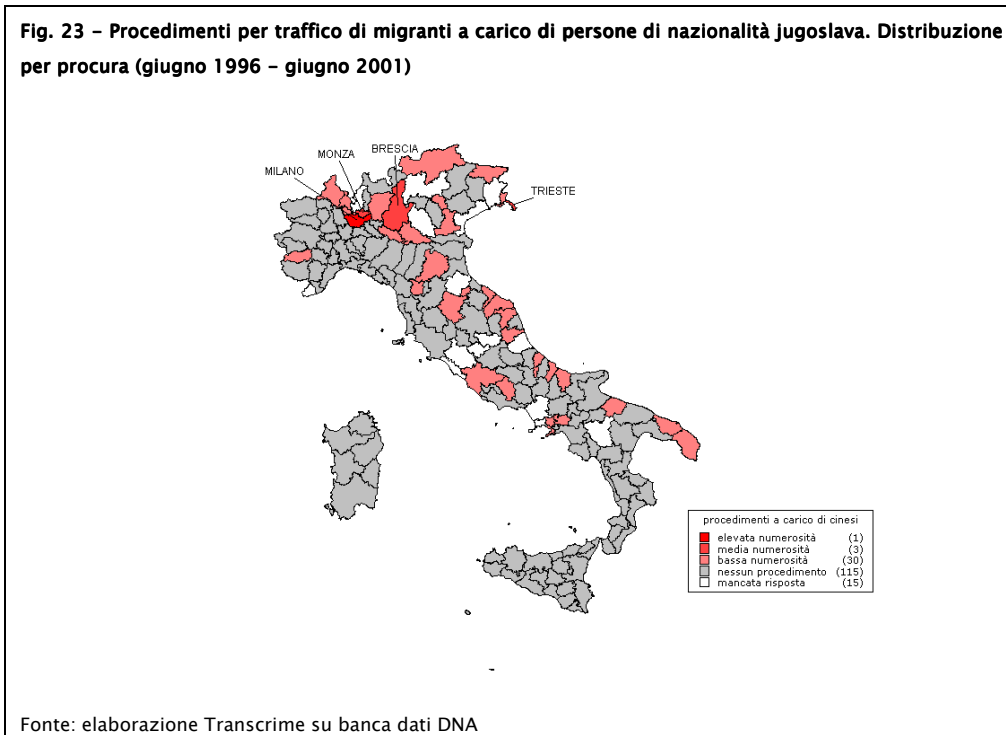 Fig. 23 – Procedimenti per traffico di migranti a carico di persone di nazionalità jugoslava. Distribuzione
per procura (giugno 1996 – giugno 2001)
BRESCIA
MONZA
MILANO
TRIESTE
procedimenti a carico di cinesi
elevata numerosità (1)
media numerosità (3)
bassa numerosità (30)
nessun procedimento (115)
mancata risposta (15)
Fonte: elaborazione Transcrime su banca dati DNA